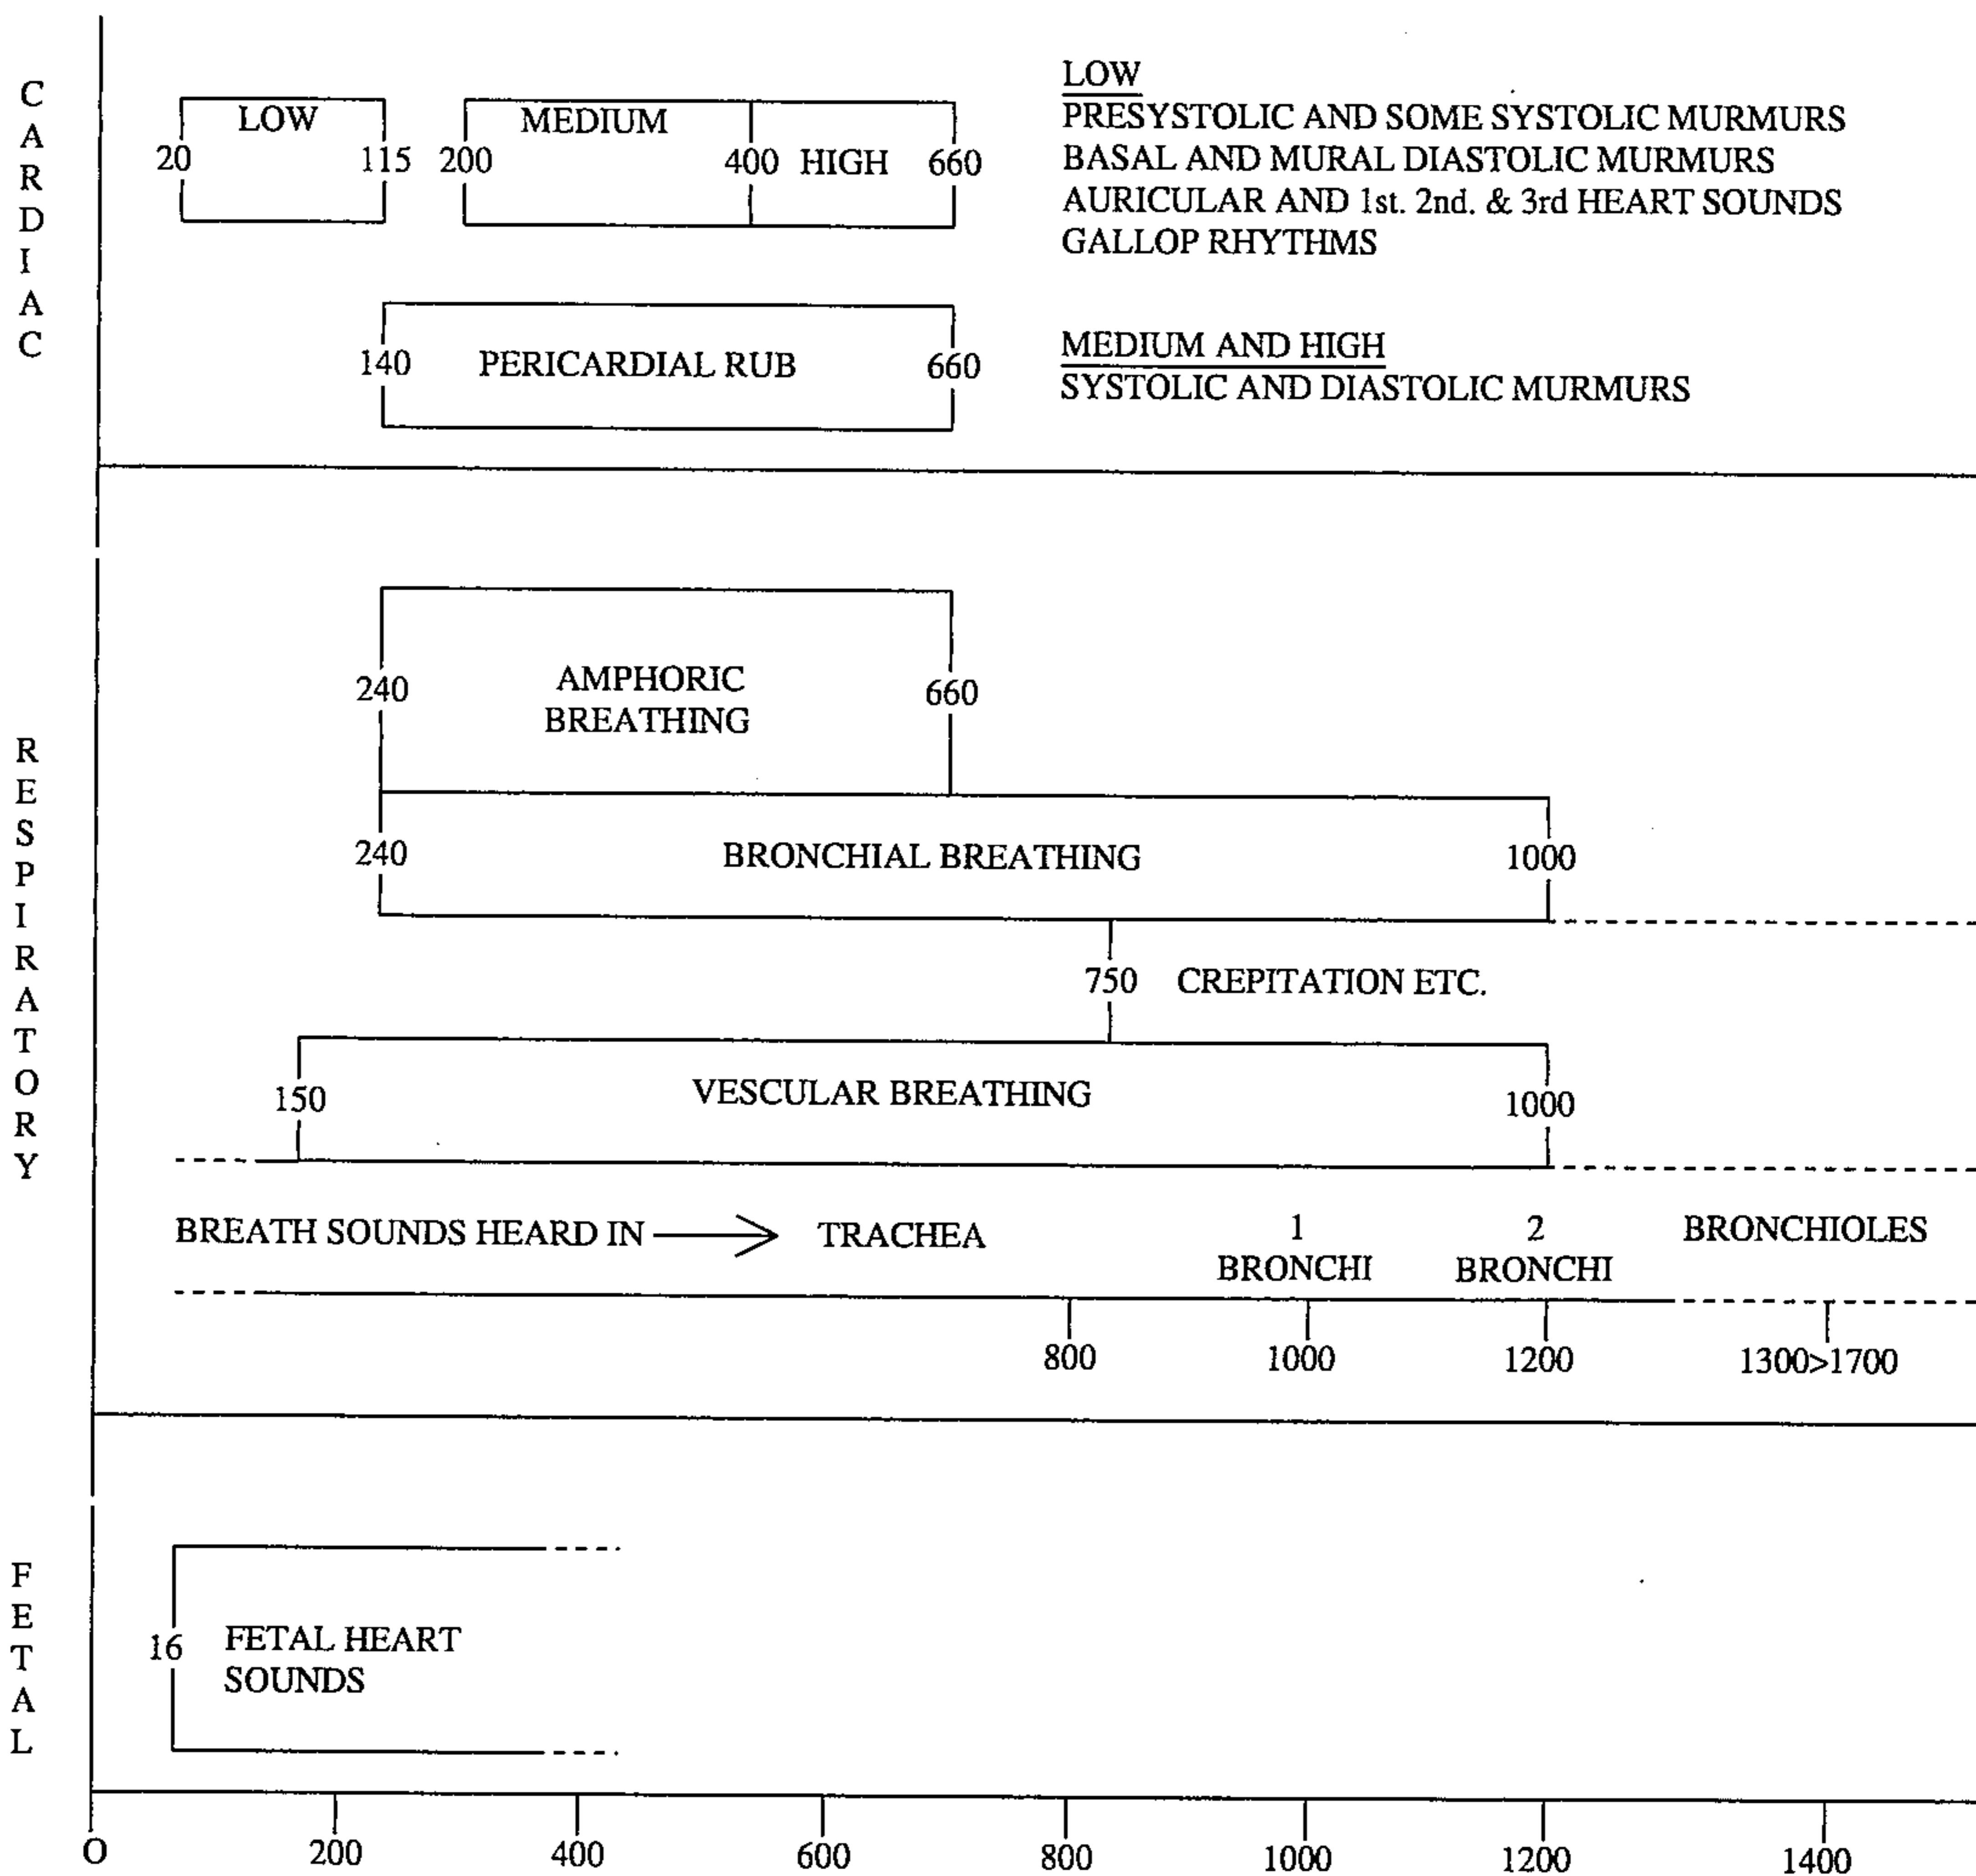 CARDIAC
LOW
20
115
200
MEDIUM
400
HIGH
660
LOW
PRESYSTOLIC AND SOME SYSTOLIC MURMURS
BASAL AND MURAL DIASTOLIC MURMURS
AURICULAR AND 1st. 2nd. & 3rd HEART SOUNDS
GALLOP RHYTHMS
140
PERICARDIAL RUB
660
MEDIUM AND HIGH
SYSTOLIC AND DIASTOLIC MURMURS
RESPIRATORY
240
AMPHORIC
BREATHING
660
240
BRONCHIAL BREATHING
1000
750
CREPITATION ETC.
150
VESCULAR BREATHING
1000
BREATH SOUNDS HEARD IN
TRACHEA
1
BRONCHI
2
BRONCHI
BRONCHIOLES
800
1000
1200
1300>1700
FETAL
16
FETAL HEART
SOUNDS
O
200
400
600
800
1000
1200
1400